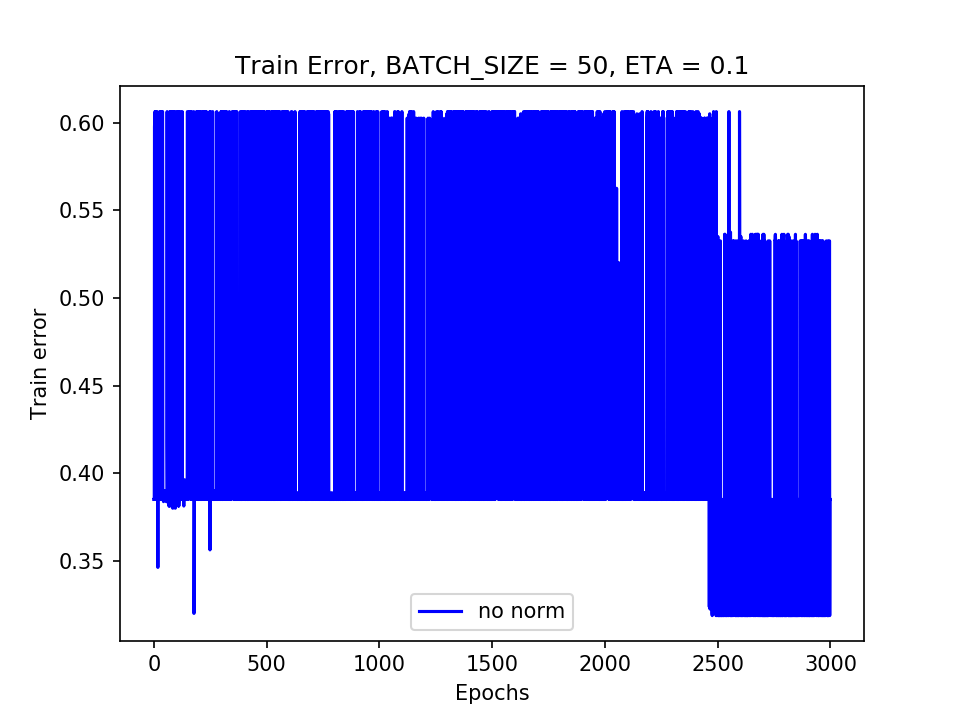 Train Error, BATCH_SIZE = 50, ETA = 0.1
0.60
0.55
0.50
0.45
0.40
0.35
Train error
no norm
0 500 1000 1500 2000 2500 3000
Epochs